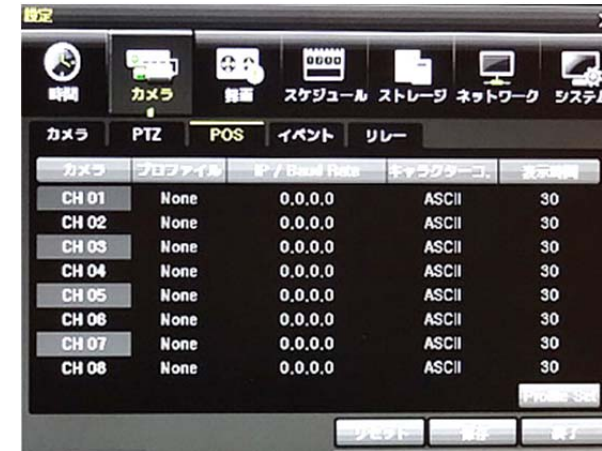 設定
時間 カメラ 録画 スケジュール ストレージ ネットワーク システム
カメラ PTZ POS イベント リレー
カメラ プロファイル IP / Baud Rate キャラクターコ. 表示時間
CH 01 None 0.0.0.0 ASCII 30
CH 02 None 0.0.0.0 ASCII 30
CH 03 None 0.0.0.0 ASCII 30
CH 04 None 0.0.0.0 ASCII 30
CH 05 None 0.0.0.0 ASCII 30
CH 06 None 0.0.0.0 ASCII 30
CH 07 None 0.0.0.0 ASCII 30
CH 08 None 0.0.0.0 ASCII 30
Profile Set
リセット 保存 終了